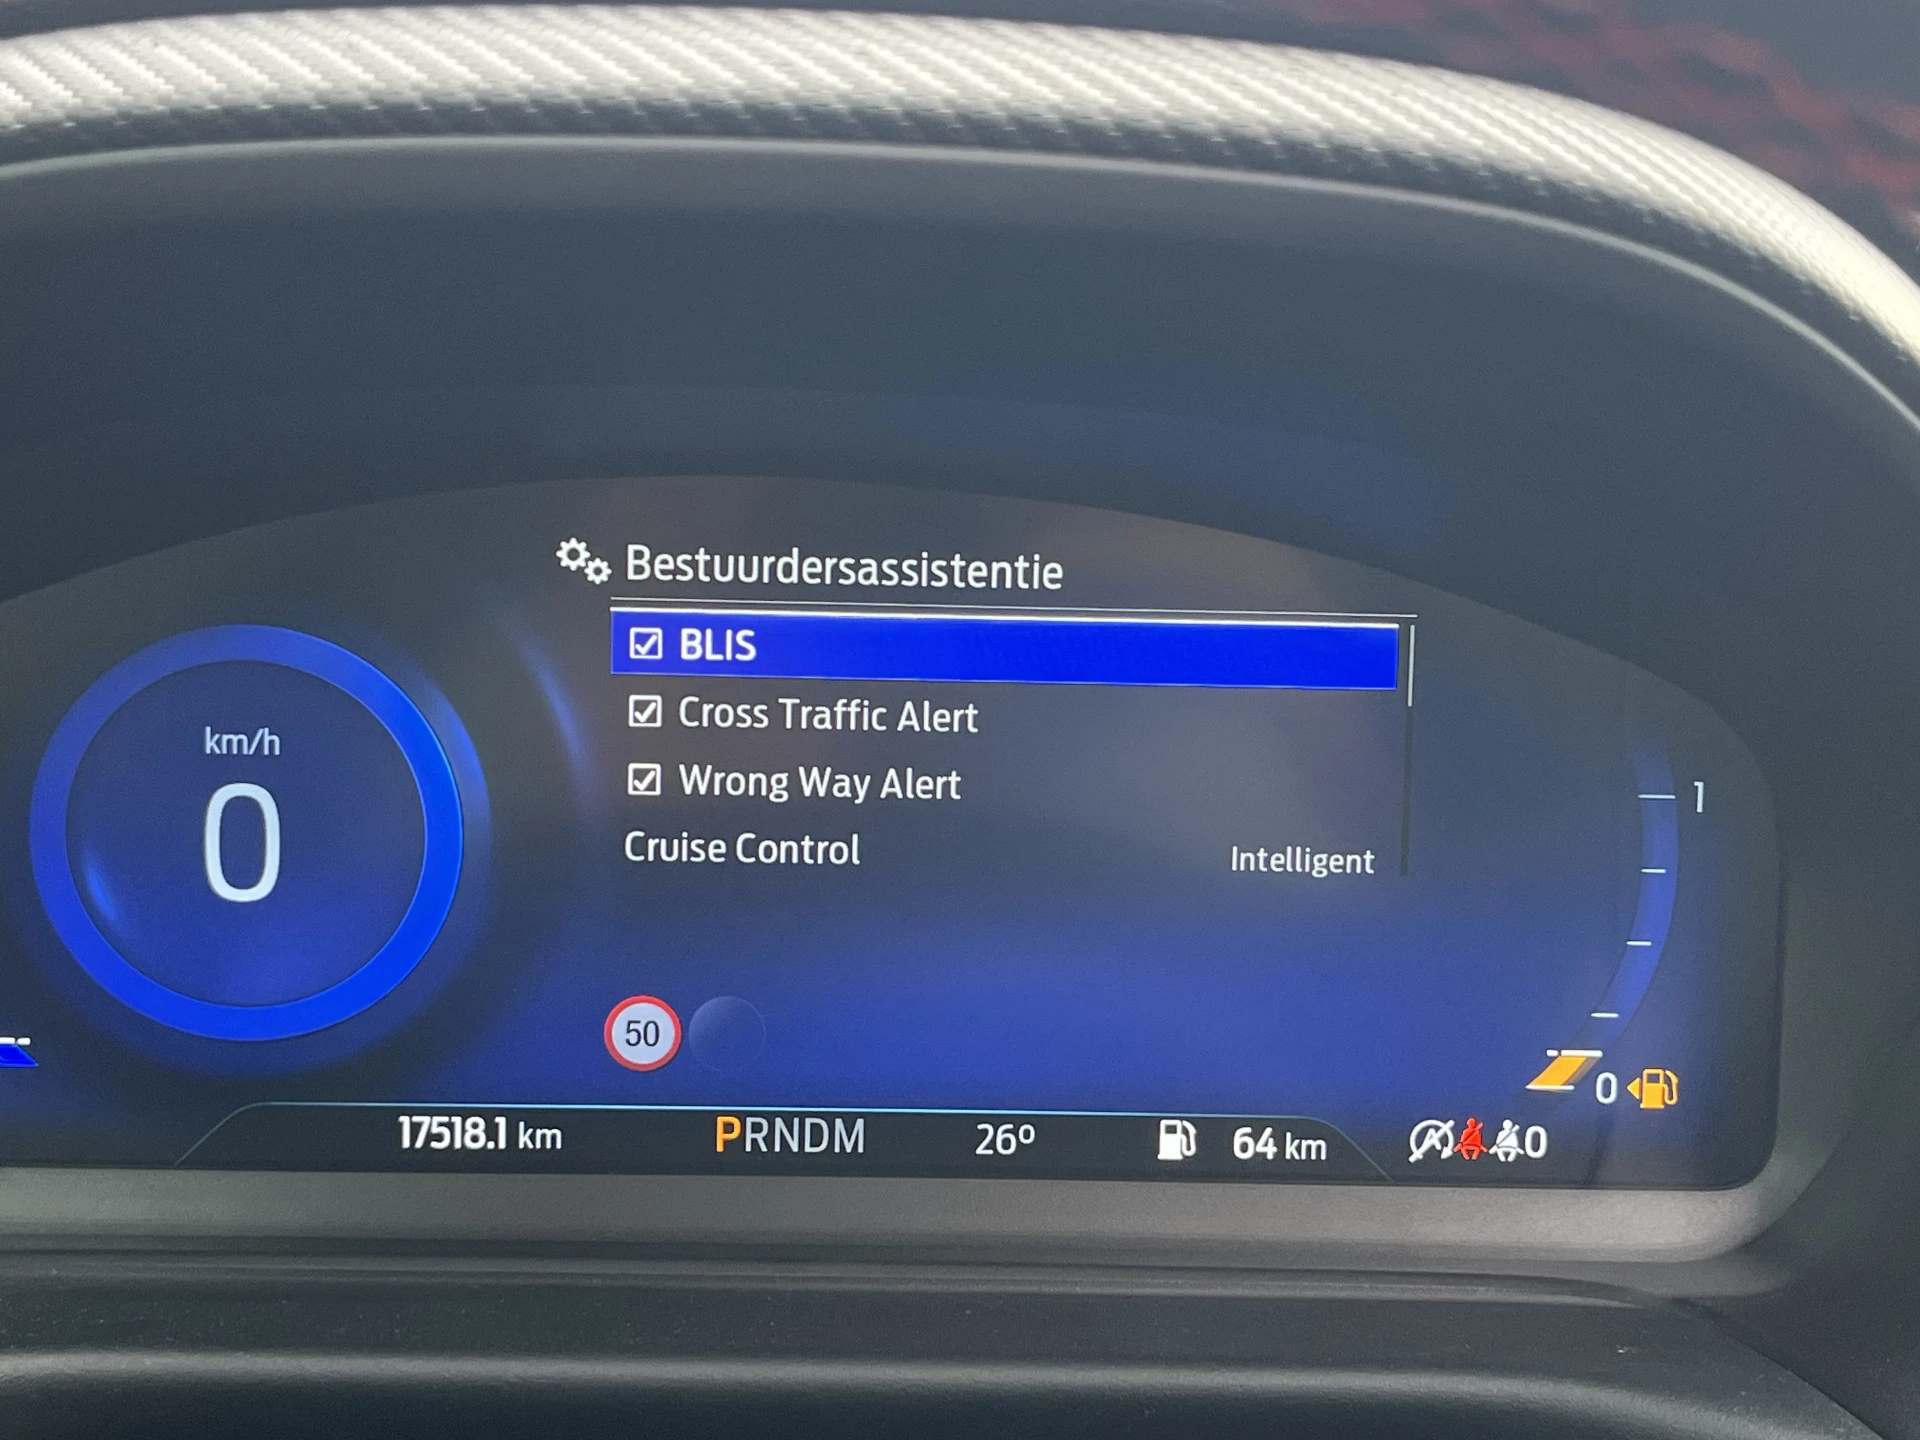 Bestuurdersassistentie
BLIS
Cross Traffic Alert
Wrong Way Alert
Cruise Control Intelligent
km/h
0
1
50
0
17518.1 km PRNDM 26º 64 km 0